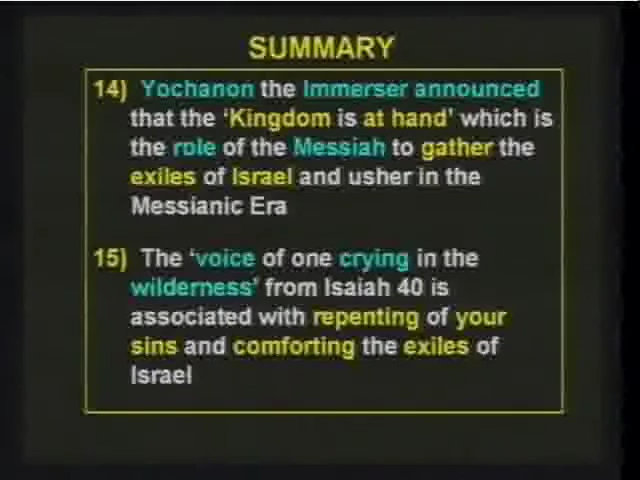 SUMMARY
14) Yochanon the Immerser announced
that the ‘Kingdom is at hand’ which is
the role of the Messiah to gather the
exiles of Israel and usher in the
Messianic Era
15) The ‘voice of one crying in the
wilderness’ from Isaiah 40 is
associated with repenting of your
sins and comforting the exiles of
Israel